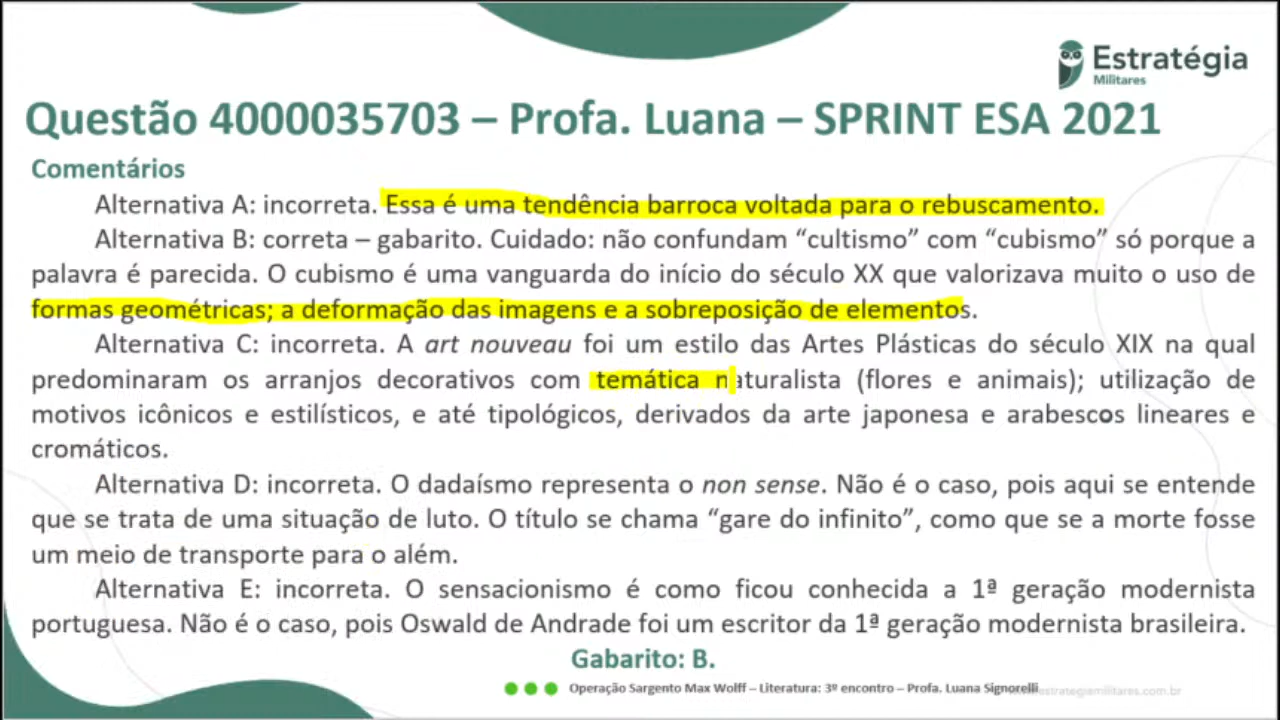 Estratégia
Militares
Questão 4000035703 – Profa. Luana – SPRINT ESA 2021
Comentários
Alternativa A: incorreta. Essa é uma tendência barroca voltada para o rebuscamento.
Alternativa B: correta – gabarito. Cuidado: não confundam “cultismo” com “cubismo” só porque a
palavra é parecida. O cubismo é uma vanguarda do início do século XX que valorizava muito o uso de
formas geométricas; a deformação das imagens e a sobreposição de elementos.
Alternativa C: incorreta. A art nouveau foi um estilo das Artes Plásticas do século XIX na qual
predominaram os arranjos decorativos com temática naturalista (flores e animais); utilização de
motivos icônicos e estilísticos, e até tipológicos, derivados da arte japonesa e arabescos lineares e
cromáticos.
Alternativa D: incorreta. O dadaísmo representa o non sense. Não é o caso, pois aqui se entende
que se trata de uma situação de luto. O título se chama “gare do infinito”, como que se a morte fosse
um meio de transporte para o além.
Alternativa E: incorreta. O sensacionismo é como ficou conhecida a 1ª geração modernista
portuguesa. Não é o caso, pois Oswald de Andrade foi um escritor da 1ª geração modernista brasileira.
Gabarito: B.
Operação Sargento Max Wolff – Literatura: 3º encontro – Profa. Luana Signorelli estrategiamilitares.com.br